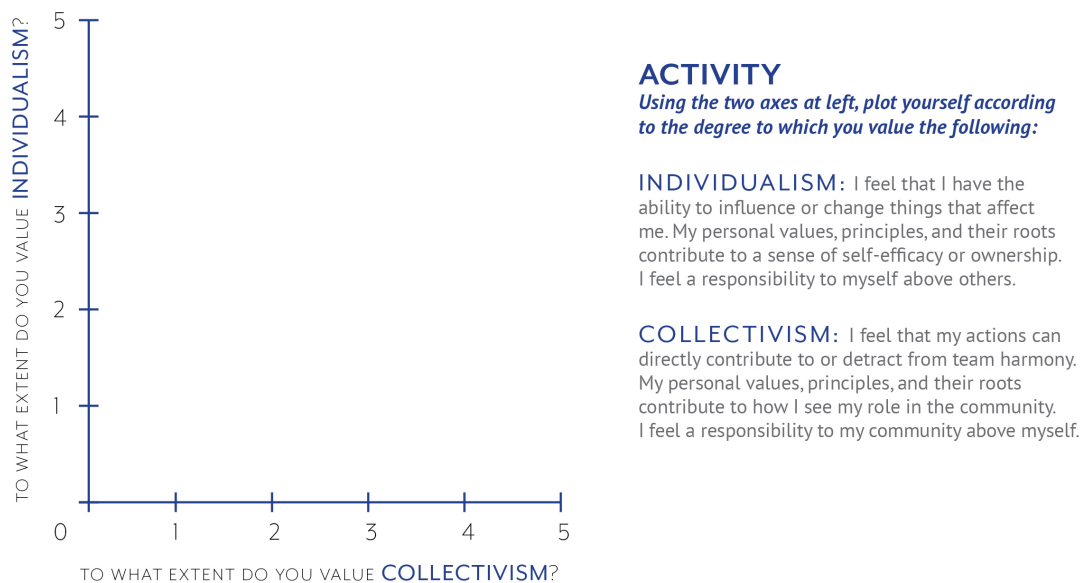 5
4
3
2
1
0
1
2
3
4
5
TO WHAT EXTENT DO YOU VALUE INDIVIDUALISM?
TO WHAT EXTENT DO YOU VALUE COLLECTIVISM?
ACTIVITY
Using the two axes at left, plot yourself according
to the degree to which you value the following:
INDIVIDUALISM: I feel that I have the
ability to influence or change things that affect
me. My personal values, principles, and their roots
contribute to a sense of self-efficacy or ownership.
I feel a responsibility to myself above others.
COLLECTIVISM: I feel that my actions can
directly contribute to or detract from team harmony.
My personal values, principles, and their roots
contribute to how I see my role in the community.
I feel a responsibility to my community above myself.